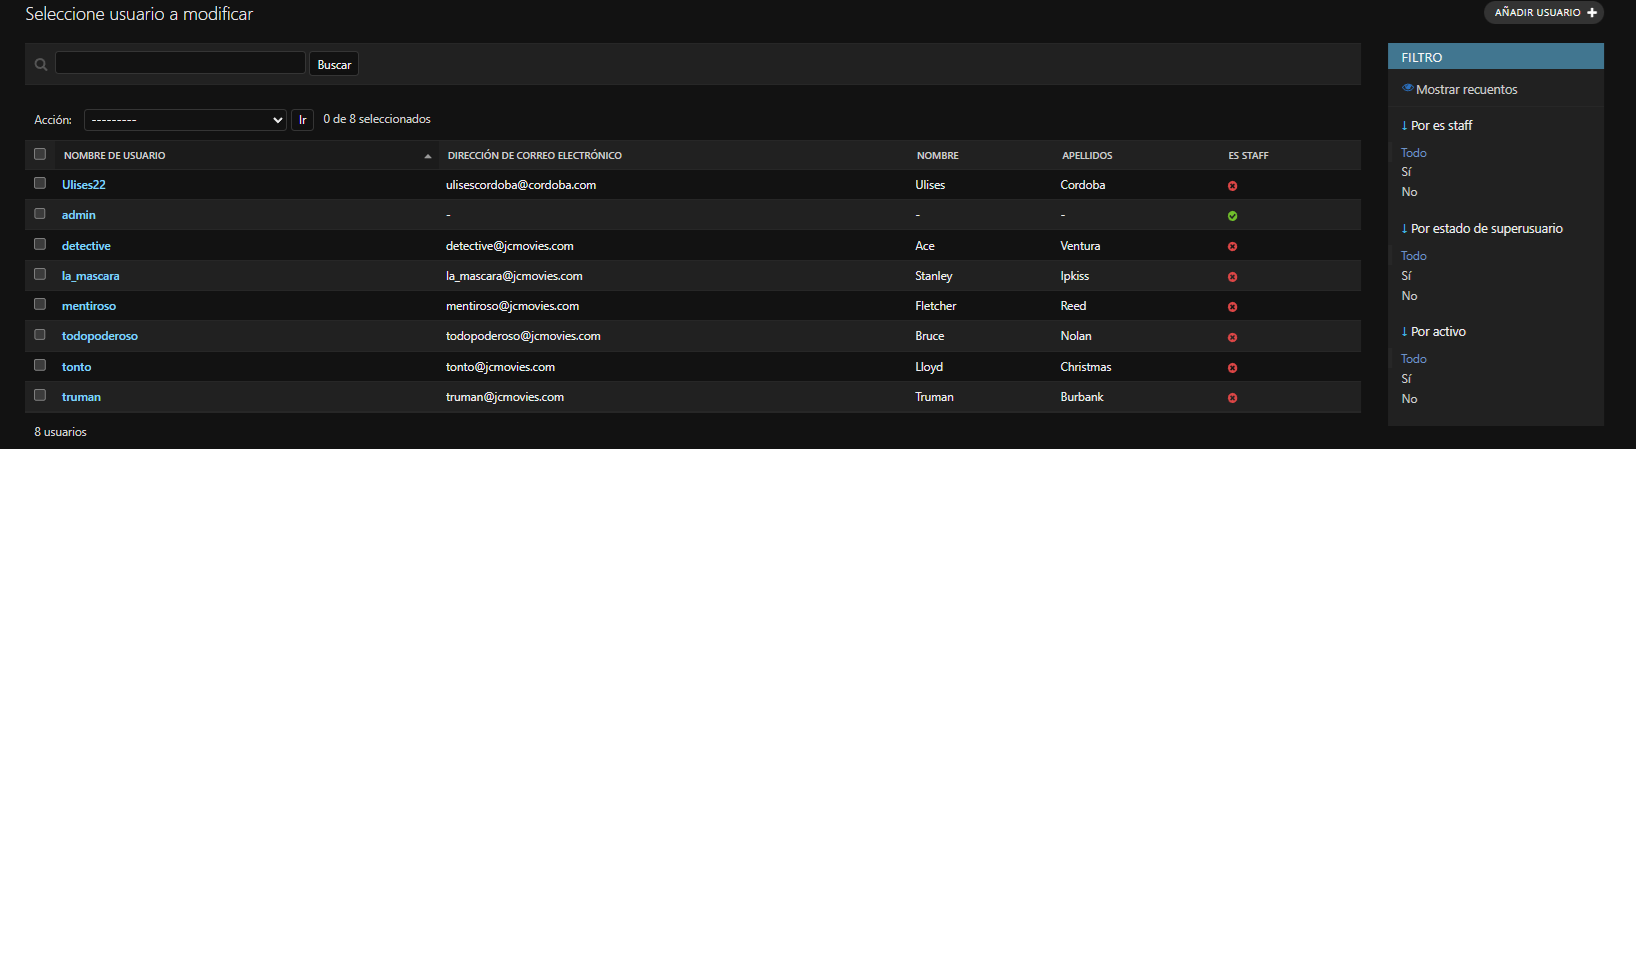 Seleccione usuario a modificar
AÑADIR USUARIO
Buscar
Acción: --------- Ir 0 de 8 seleccionados
NOMBRE DE USUARIO DIRECCIÓN DE CORREO ELECTRÓNICO NOMBRE APELLIDOS ES STAFF
Ulises22 ulisescordoba@cordoba.com Ulises Cordoba
admin - - -
detective detective@jcmovies.com Ace Ventura
la_mascara la_mascara@jcmovies.com Stanley Ipkiss
mentiroso mentiroso@jcmovies.com Fletcher Reed
todopoderoso todopoderoso@jcmovies.com Bruce Nolan
tonto tonto@jcmovies.com Lloyd Christmas
truman truman@jcmovies.com Truman Burbank
8 usuarios
FILTRO
Mostrar recuentos
↓ Por es staff
Todo
Sí
No
↓ Por estado de superusuario
Todo
Sí
No
↓ Por activo
Todo
Sí
No